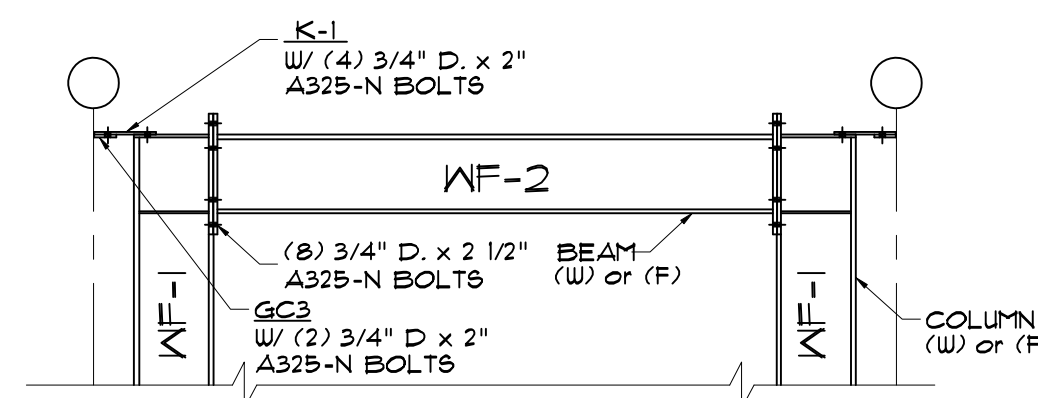 K-1
W/ (4) 3/4" D. x 2"
A325-N BOLTS
WF-2
(8) 3/4" D. x 2 1/2"
A325-N BOLTS
BEAM
(W) or (F)
GC3
W/ (2) 3/4" D x 2"
A325-N BOLTS
WF-1
WF-1
COLUMN
(W) or (F